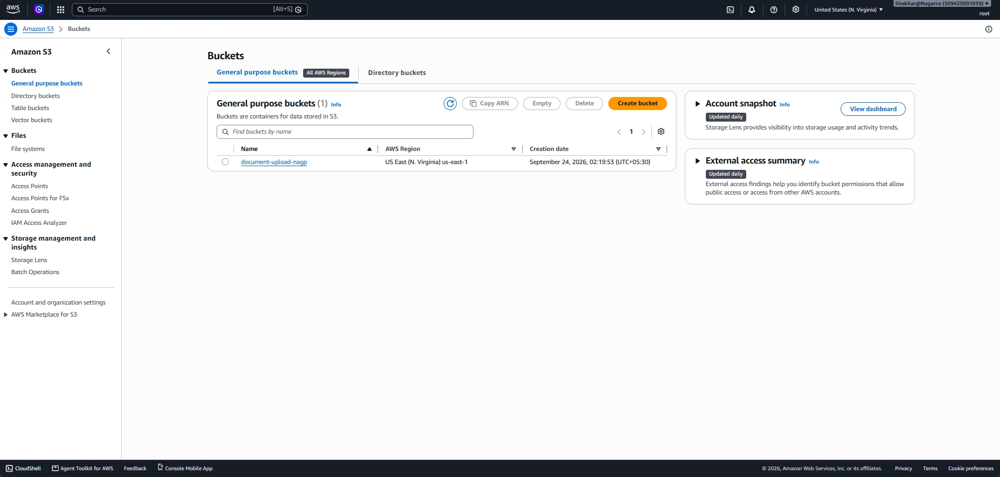 aws
Search
[Alt+S]
United States (N. Virginia)
Shekhar@Nagarro (509425091939)
root
Amazon S3
Buckets
Amazon S3
Buckets
General purpose buckets
Directory buckets
Table buckets
Vector buckets
Files
File systems
Access management and
security
Access Points
Access Points for FSx
Access Grants
IAM Access Analyzer
Storage management and
insights
Storage Lens
Batch Operations
Account and organization settings
AWS Marketplace for S3
Buckets
General purpose buckets All AWS Regions Directory buckets
General purpose buckets (1) Info
Copy ARN Empty Delete Create bucket
Buckets are containers for data stored in S3.
Find buckets by name
1
Name AWS Region Creation date
document-upload-nagp US East (N. Virginia) us-east-1 September 24, 2026, 02:19:53 (UTC+05:30)
Account snapshot Info
View dashboard
Updated daily
Storage Lens provides visibility into storage usage and activity trends.
External access summary Info
Updated daily
External access findings help you identify bucket permissions that allow
public access or access from other AWS accounts.
CloudShell Agent Toolkit for AWS Feedback Console Mobile App
© 2026, Amazon Web Services, Inc. or its affiliates. Privacy Terms Cookie preferences